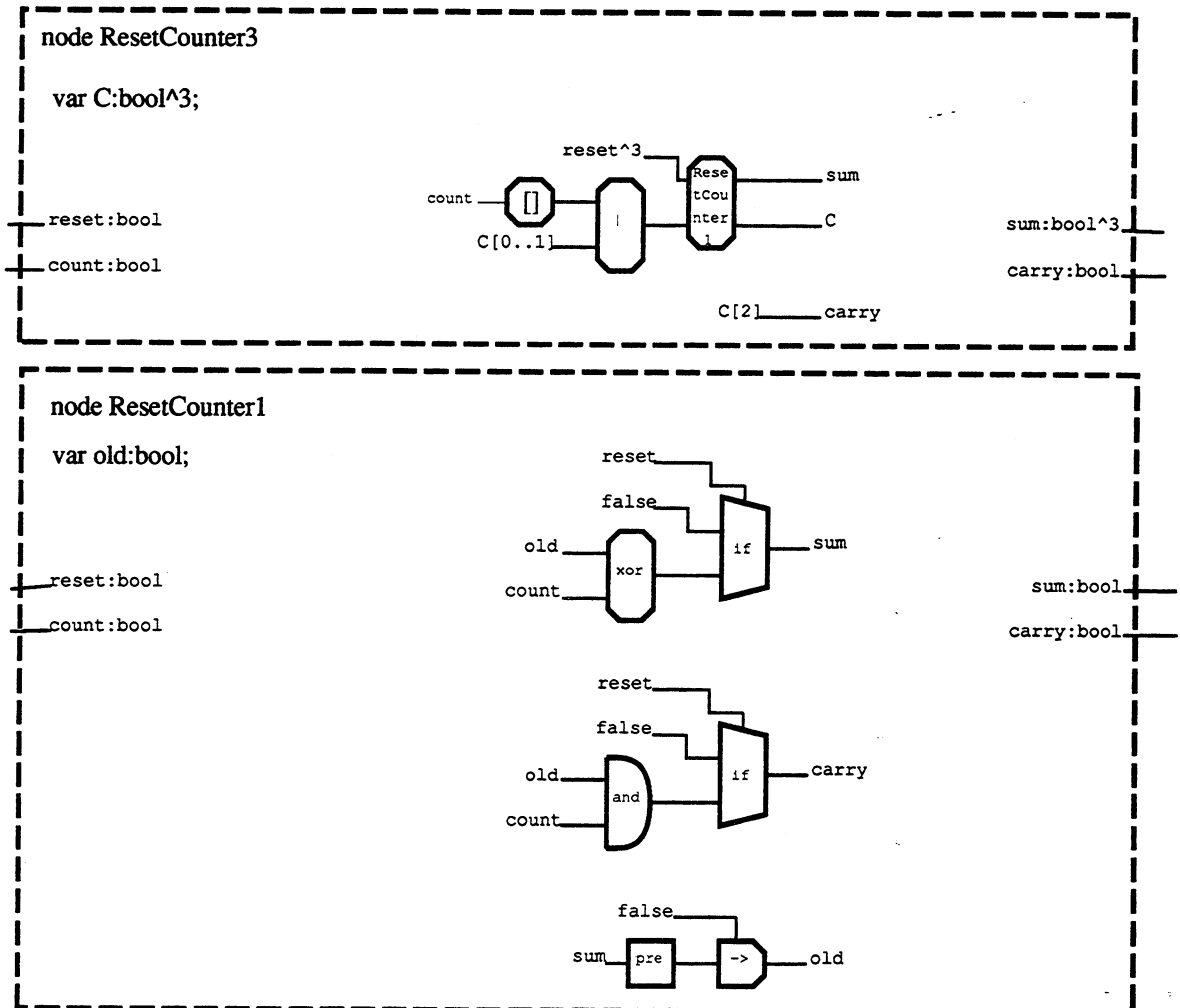 node ResetCounter3
var C:bool^3;
reset^3
Rese
tCou
nter
1
sum
count
[]
|
C
C[0..1]
reset:bool
count:bool
sum:bool^3
carry:bool
C[2]
carry
node ResetCounter1
var old:bool;
reset
false
old
xor
count
if
sum
reset:bool
count:bool
sum:bool
carry:bool
reset
false
old
and
count
if
carry
false
sum
pre
->
old